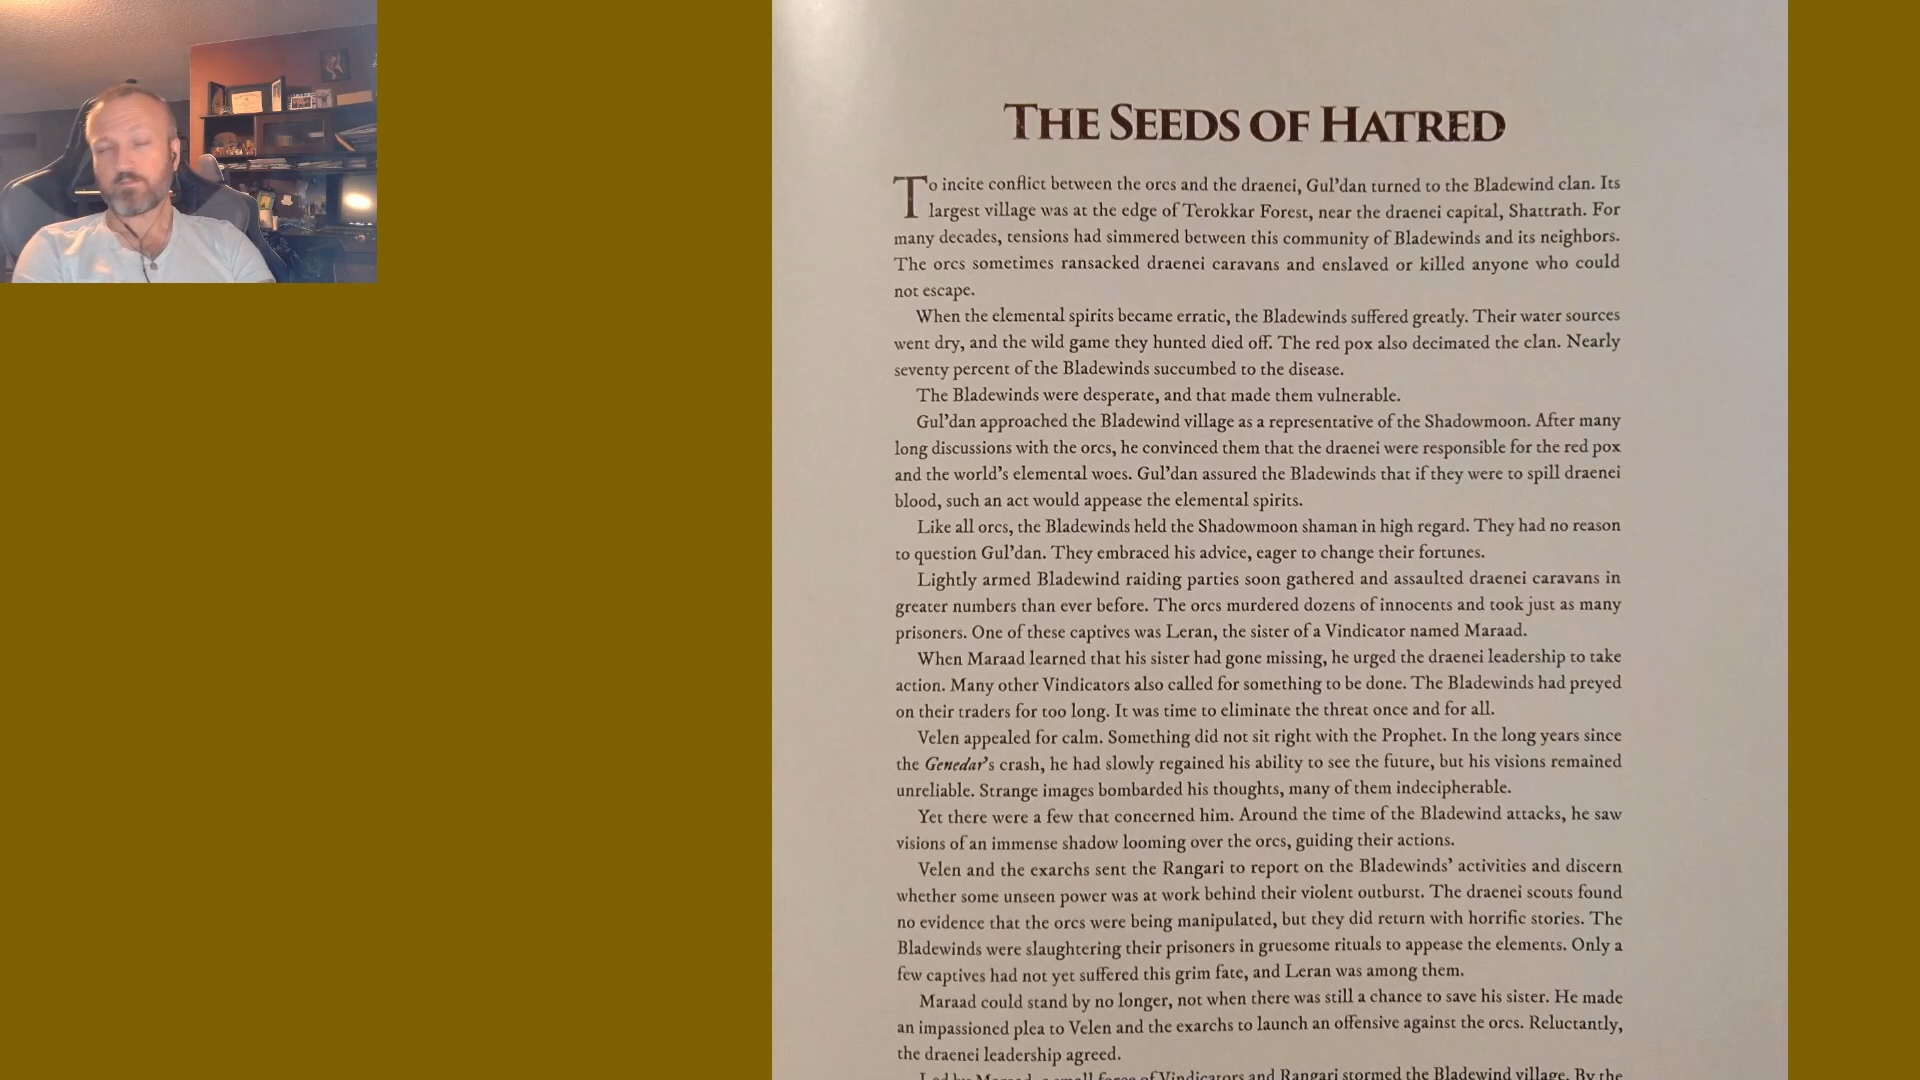 THE SEEDS OF HATRED
To incite conflict between the orcs and the draenei, Gul'dan turned to the Bladewind clan. Its
largest village was at the edge of Terokkar Forest, near the draenei capital, Shattrath. For
many decades, tensions had simmered between this community of Bladewinds and its neighbors.
The orcs sometimes ransacked draenei caravans and enslaved or killed anyone who could
not escape.
When the elemental spirits became erratic, the Bladewinds suffered greatly. Their water sources
went dry, and the wild game they hunted died off. The red pox also decimated the clan. Nearly
seventy percent of the Bladewinds succumbed to the disease.
The Bladewinds were desperate, and that made them vulnerable.
Gul'dan approached the Bladewind village as a representative of the Shadowmoon. After many
long discussions with the orcs, he convinced them that the draenei were responsible for the red pox
and the world's elemental woes. Gul'dan assured the Bladewinds that if they were to spill draenei
blood, such an act would appease the elemental spirits.
Like all orcs, the Bladewinds held the Shadowmoon shaman in high regard. They had no reason
to question Gul'dan. They embraced his advice, eager to change their fortunes.
Lightly armed Bladewind raiding parties soon gathered and assaulted draenei caravans in
greater numbers than ever before. The orcs murdered dozens of innocents and took just as many
prisoners. One of these captives was Leran, the sister of a Vindicator named Maraad.
When Maraad learned that his sister had gone missing, he urged the draenei leadership to take
action. Many other Vindicators also called for something to be done. The Bladewinds had preyed
on their traders for too long. It was time to eliminate the threat once and for all.
Velen appealed for calm. Something did not sit right with the Prophet. In the long years since
the Genedar's crash, he had slowly regained his ability to see the future, but his visions remained
unreliable. Strange images bombarded his thoughts, many of them indecipherable.
Yet there were a few that concerned him. Around the time of the Bladewind attacks, he saw
visions of an immense shadow looming over the orcs, guiding their actions.
Velen and the exarchs sent the Rangari to report on the Bladewinds' activities and discern
whether some unseen power was at work behind their violent outburst. The draenei scouts found
no evidence that the orcs were being manipulated, but they did return with horrific stories. The
Bladewinds were slaughtering their prisoners in gruesome rituals to appease the elements. Only a
few captives had not yet suffered this grim fate, and Leran was among them.
Maraad could stand by no longer, not when there was still a chance to save his sister. He made
an impassioned plea to Velen and the exarchs to launch an offensive against the orcs. Reluctantly,
the draenei leadership agreed.
Led by Maraad, a small force of Vindicators and Rangari stormed the Bladewind village. By the